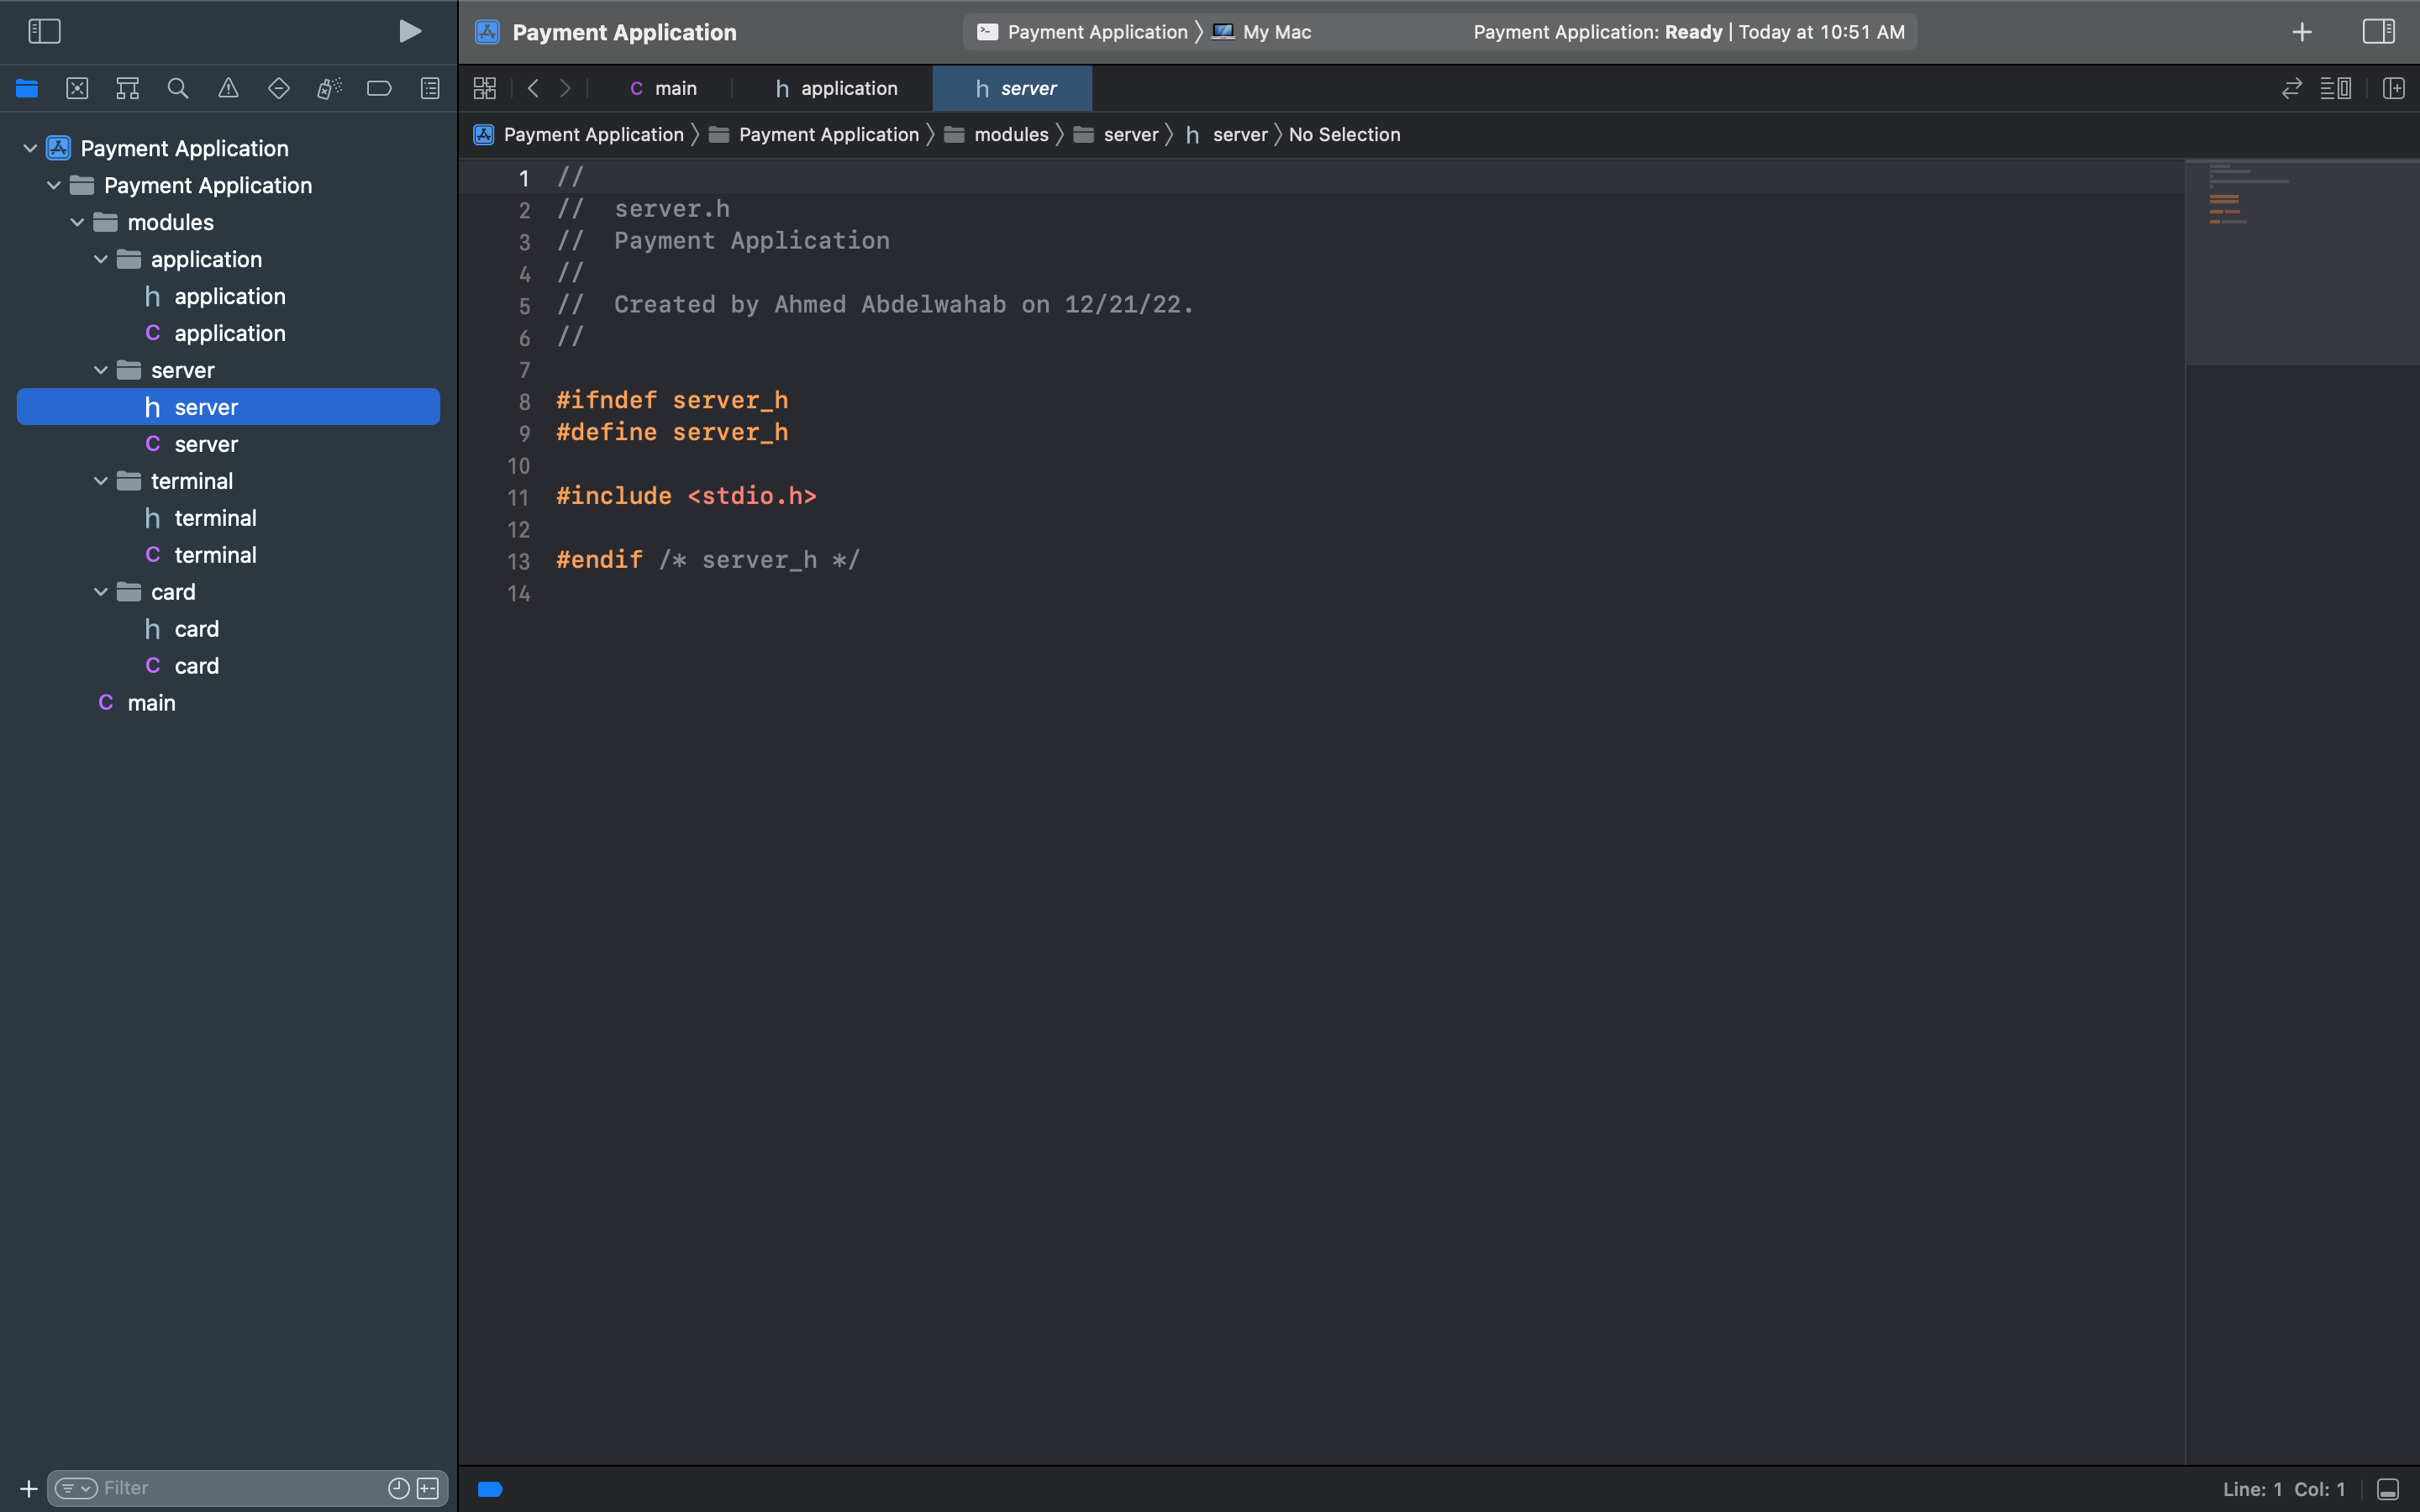 Payment Application
Payment Application
My Mac
Payment Application: Ready | Today at 10:51 AM
C main
h application
h server
Payment Application
Payment Application
modules
server
h server
No Selection
Payment Application
Payment Application
modules
application
h application
C application
server
h server
C server
terminal
h terminal
C terminal
card
h card
C card
C main
Filter
1 //
2 //  server.h
3 //  Payment Application
4 //
5 //  Created by Ahmed Abdelwahab on 12/21/22.
6 //
7
8 #ifndef server_h
9 #define server_h
10
11 #include <stdio.h>
12
13 #endif /* server_h */
14
Line: 1 Col: 1